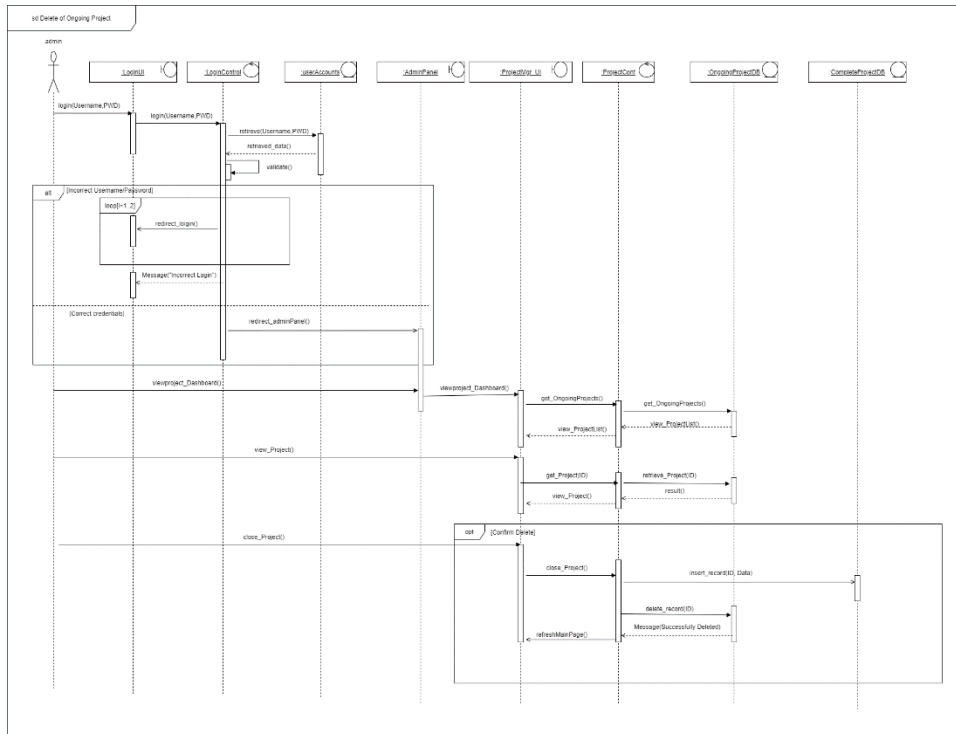 sd Delete of Ongoing Project
admin
:LoginUI
:LoginControl
:userAccounts
:AdminPanel
:ProjectMgr_UI
:ProjectCont
:OngoingProjectDB
:CompleteProjectDB
login(Username,PWD)
login(Username,PWD)
retireve(Username,PWD)
retrieved_data()
validate()
alt
[Incorrect Username/Password]
loop[i<1..2]
redirect_login()
Message("Incorrect Login")
[Correct credentials]
redirect_adminPanel()
viewproject_Dashboard()
viewproject_Dashboard()
get_OngoingProjects()
get_OngoingProjects()
view_ProjectList()
view_ProjectList()
view_Project()
get_Project(ID)
retrieve_Project(ID)
view_Project()
result()
opt
[Confirm Delete]
close_Project()
close_Project()
insert_record(ID, Data)
delete_record(ID)
Message(Successfully Deleted)
refreshMainPage()